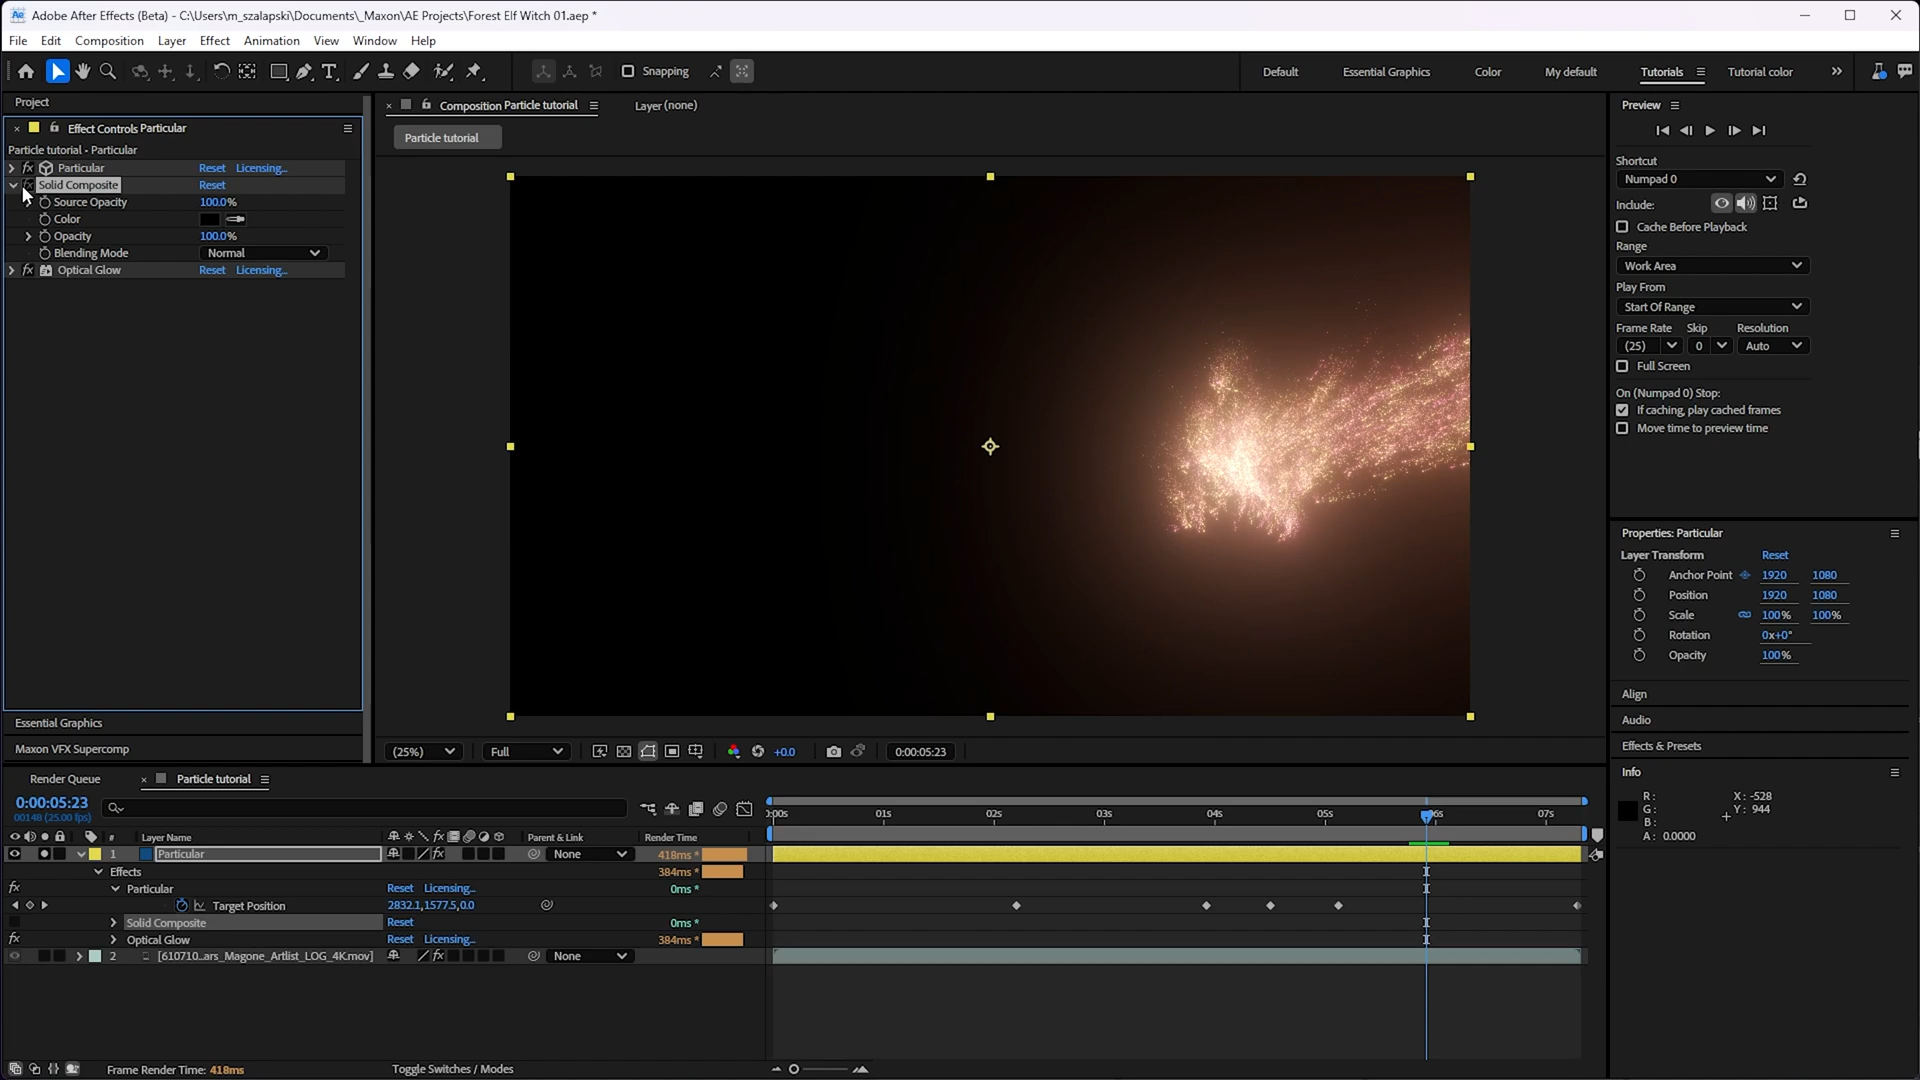 Adobe After Effects (Beta) - C:\Users\m_szalapski\Documents\_Maxon\AE Projects\Forest Elf Witch 01.aep *
File Edit Composition Layer Effect Animation View Window Help
Snapping
Default Essential Graphics Color My default Tutorials Tutorial color
Project
Effect Controls Particular
Particle tutorial - Particular
Particular Reset Licensing...
Solid Composite Reset
Source Opacity 100.0%
Color
Opacity 100.0%
Blending Mode Normal
Optical Glow Reset Licensing...
Essential Graphics
Maxon VFX Supercomp
Composition Particle tutorial Layer (none)
Particle tutorial
(25%) Full +0.0 0:00:05:23
Preview
Shortcut
Numpad 0
Include:
Cache Before Playback
Range
Work Area
Play From
Start Of Range
Frame Rate Skip Resolution
(25) 0 Auto
Full Screen
On (Numpad 0) Stop:
If caching, play cached frames
Move time to preview time
Properties: Particular
Layer Transform Reset
Anchor Point 1920 1080
Position 1920 1080
Scale 100% 100%
Rotation 0x+0°
Opacity 100%
Align
Audio
Effects & Presets
Info
R: X: -528
G: Y: 944
B:
A: 0.0000
Render Queue Particle tutorial
0:00:05:23
00148 (25.00 fps)
# Layer Name Parent & Link Render Time
:00s 01s 02s 03s 04s 05s 06s 07s
1 Particular None 418ms *
Effects 384ms *
Particular Reset Licensing... 0ms *
Target Position 2832.1,1577.5,0.0
Solid Composite Reset 0ms *
Optical Glow Reset Licensing... 384ms *
2 [610710...ars_Magone_Artlist_LOG_4K.mov] None
Frame Render Time: 418ms Toggle Switches / Modes